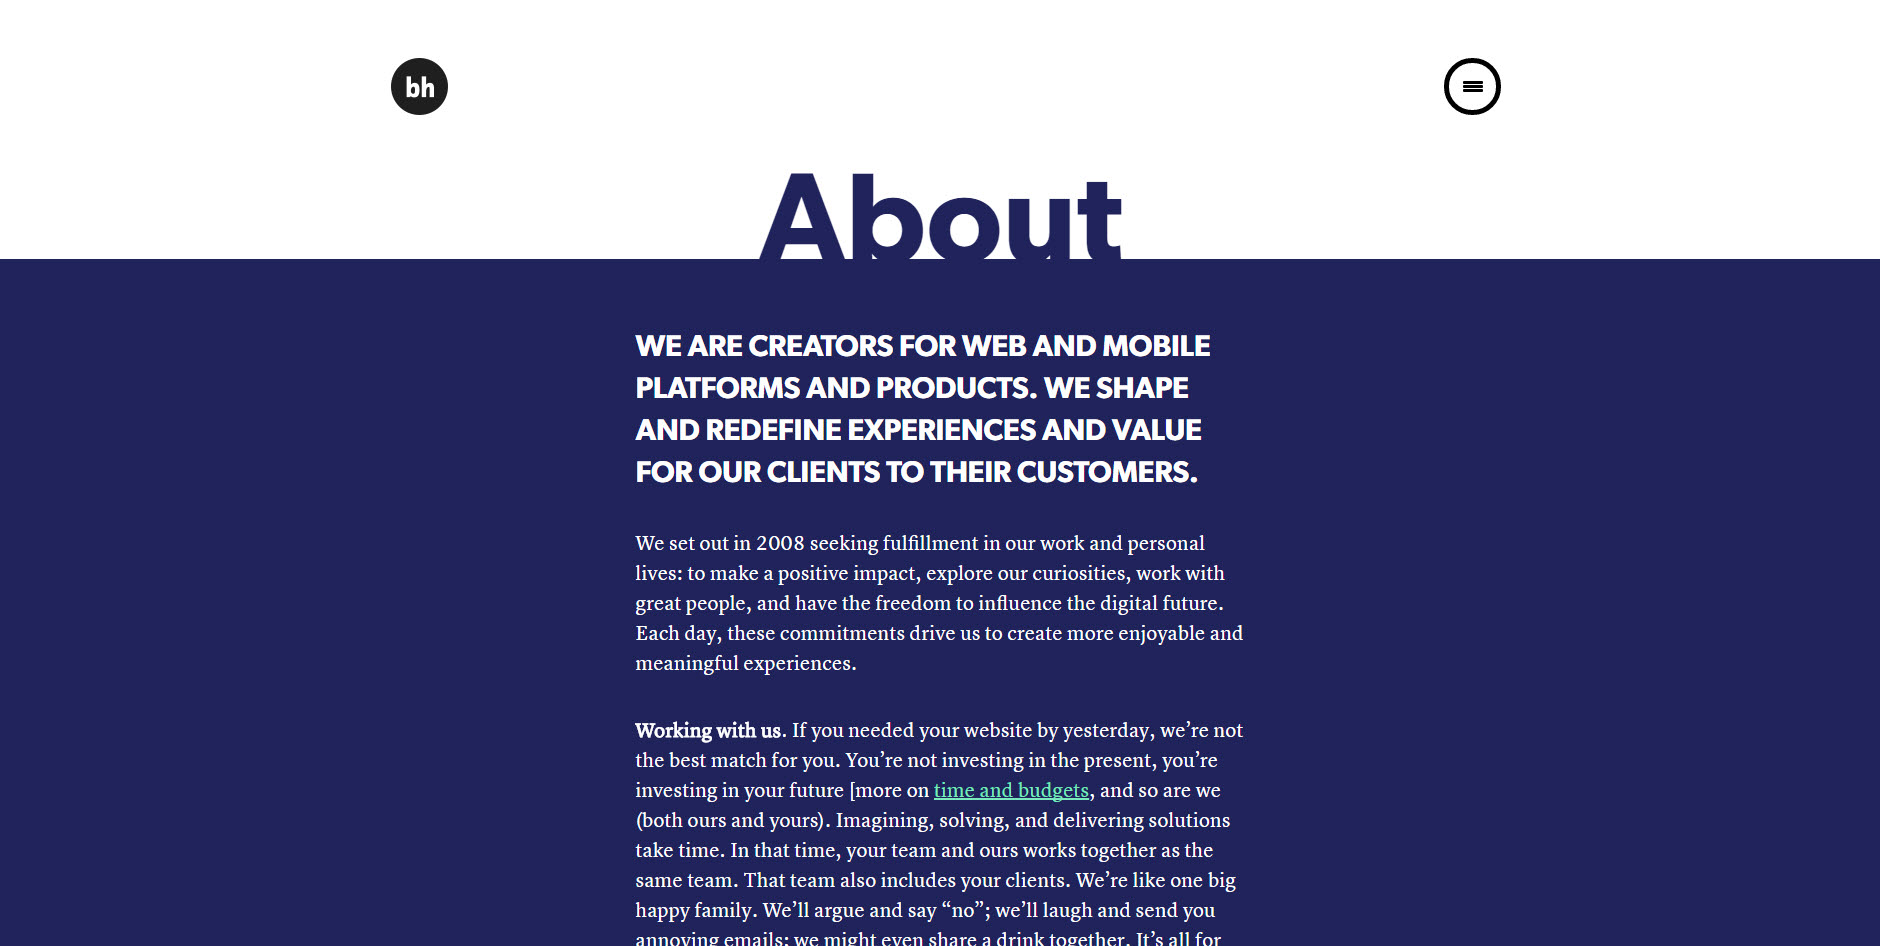 bh
About
WE ARE CREATORS FOR WEB AND MOBILE
PLATFORMS AND PRODUCTS. WE SHAPE
AND REDEFINE EXPERIENCES AND VALUE
FOR OUR CLIENTS TO THEIR CUSTOMERS.
We set out in 2008 seeking fulfillment in our work and personal
lives: to make a positive impact, explore our curiosities, work with
great people, and have the freedom to influence the digital future.
Each day, these commitments drive us to create more enjoyable and
meaningful experiences.
Working with us. If you needed your website by yesterday, we’re not
the best match for you. You’re not investing in the present, you’re
investing in your future [more on time and budgets, and so are we
(both ours and yours). Imagining, solving, and delivering solutions
take time. In that time, your team and ours works together as the
same team. That team also includes your clients. We’re like one big
happy family. We’ll argue and say “no”; we’ll laugh and send you
annoying emails; we might even share a drink together. It’s all for